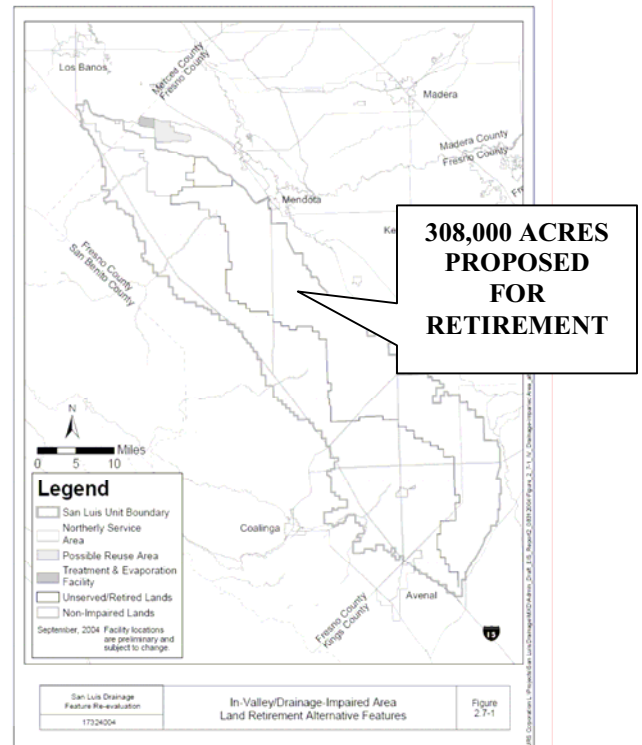 Los Banos
Merced County
Fresno County
Madera
Madera County
Fresno County
Mendota
308,000 ACRES
PROPOSED
FOR
RETIREMENT
Fresno County
San Benito County
N
Miles
0 5 10
Legend
San Luis Unit Boundary
Northerly Service
Area
Possible Reuse Area
Treatment & Evaporation
Facility
Unserved/Retired Lands
Non-Impaired Lands
September, 2004 Facility locations
are preliminary and
subject to change.
Coalinga
Avenal
Fresno County
Kings County
San Luis Drainage
Feature Re-evaluation
17324004
In-Valley/Drainage-Impaired Area
Land Retirement Alternative Features
Figure
2.7-1